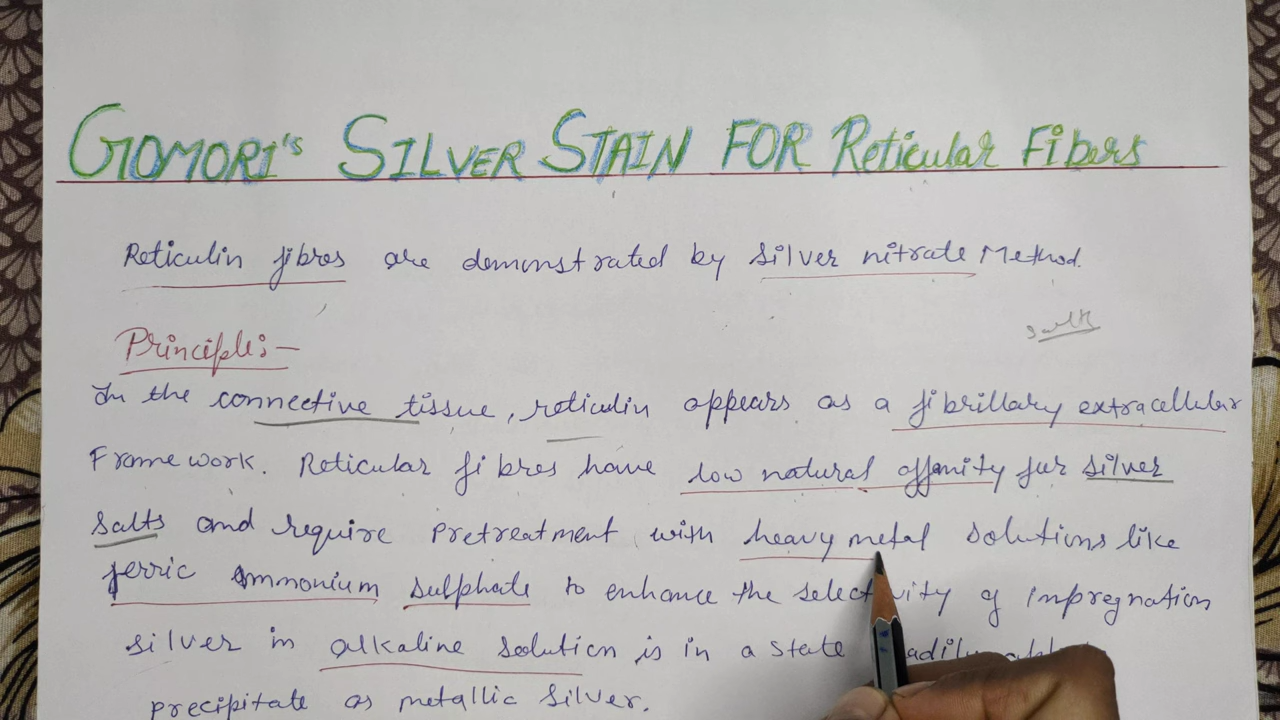 GOMORI's SILVER STAIN FOR Reticular Fibers
Reticulin fibres are demonstrated by Silver nitrate Method.
salts
Principle:-
In the connective tissue, reticulin appears as a fibrillary extracellular
Framework. Reticular fibres have low natural affinity fur silver
salts and require pretreatment with heavy metal solutions like
ferric ammonium sulphate to enhance the selectivity of impregnation
silver in alkaline solution is in a state
precipitate as metallic silver.